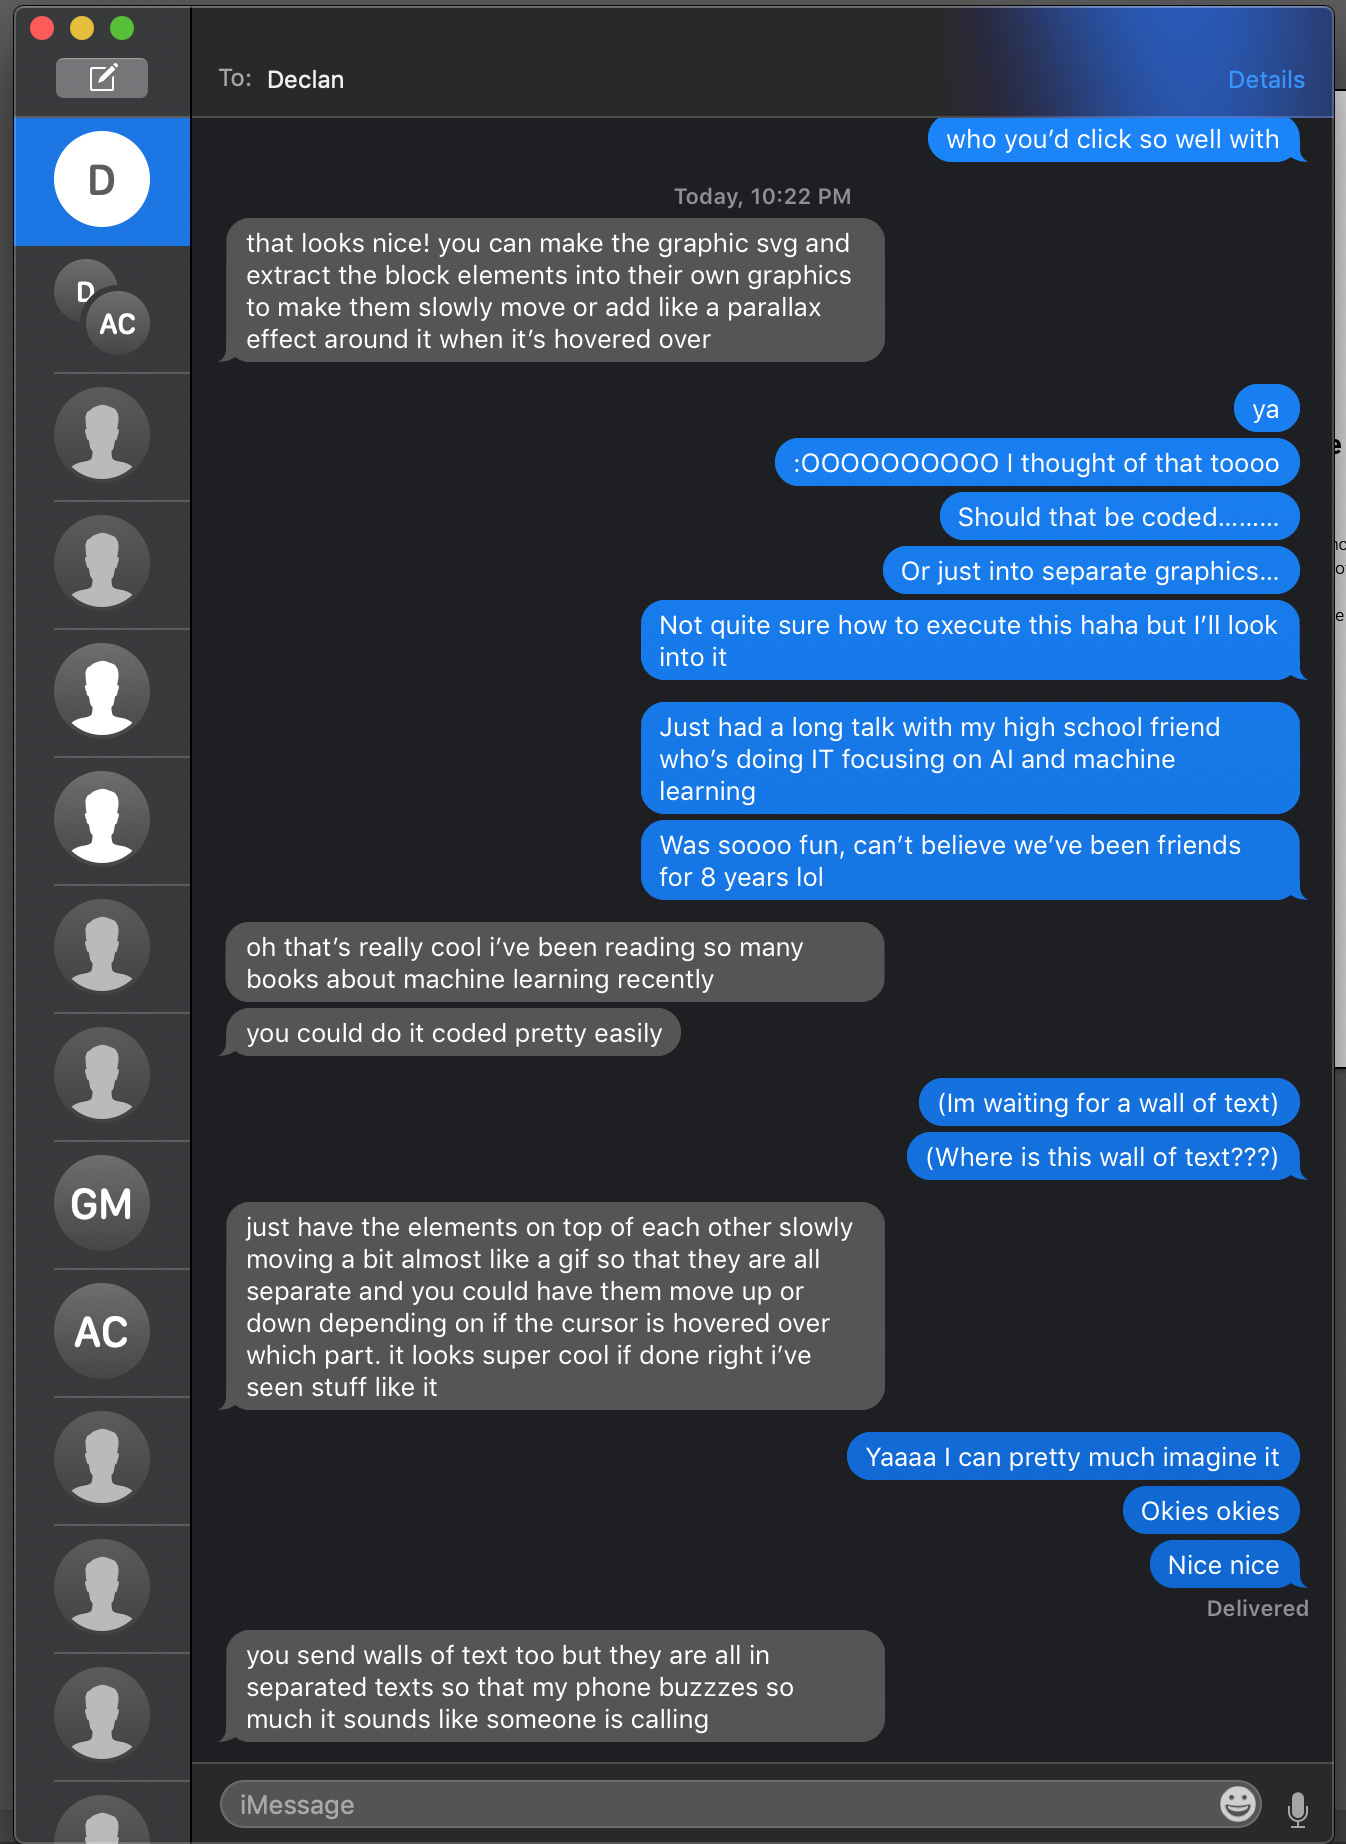 To: Declan
Details
D
D
AC
GM
AC
who you’d click so well with
Today, 10:22 PM
that looks nice! you can make the graphic svg and
extract the block elements into their own graphics
to make them slowly move or add like a parallax
effect around it when it’s hovered over
ya
:OOOOOOOOOO I thought of that toooo
Should that be coded.........
Or just into separate graphics...
Not quite sure how to execute this haha but I’ll look
into it
Just had a long talk with my high school friend
who’s doing IT focusing on AI and machine
learning
Was soooo fun, can’t believe we’ve been friends
for 8 years lol
oh that’s really cool i’ve been reading so many
books about machine learning recently
you could do it coded pretty easily
(Im waiting for a wall of text)
(Where is this wall of text???)
just have the elements on top of each other slowly
moving a bit almost like a gif so that they are all
separate and you could have them move up or
down depending on if the cursor is hovered over
which part. it looks super cool if done right i’ve
seen stuff like it
Yaaaa I can pretty much imagine it
Okies okies
Nice nice
Delivered
you send walls of text too but they are all in
separated texts so that my phone buzzzes so
much it sounds like someone is calling
iMessage